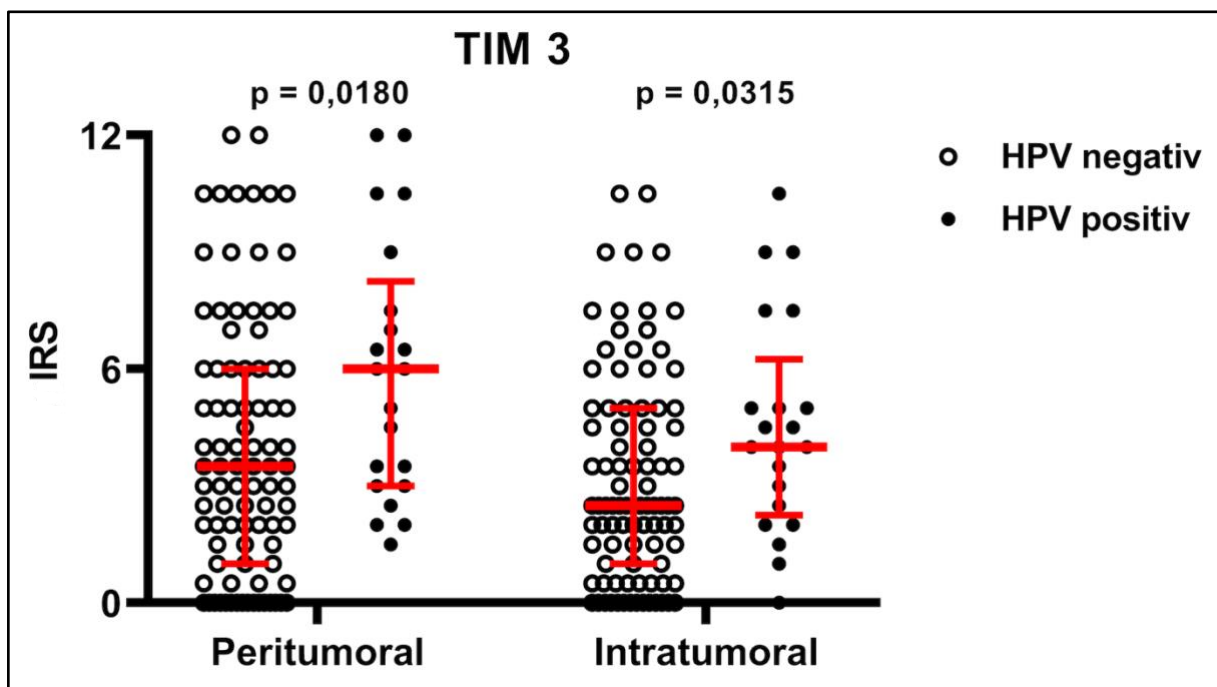 TIM 3
p = 0,0180
p = 0,0315
12
6
0
IRS
HPV negativ
HPV positiv
Peritumoral
Intratumoral